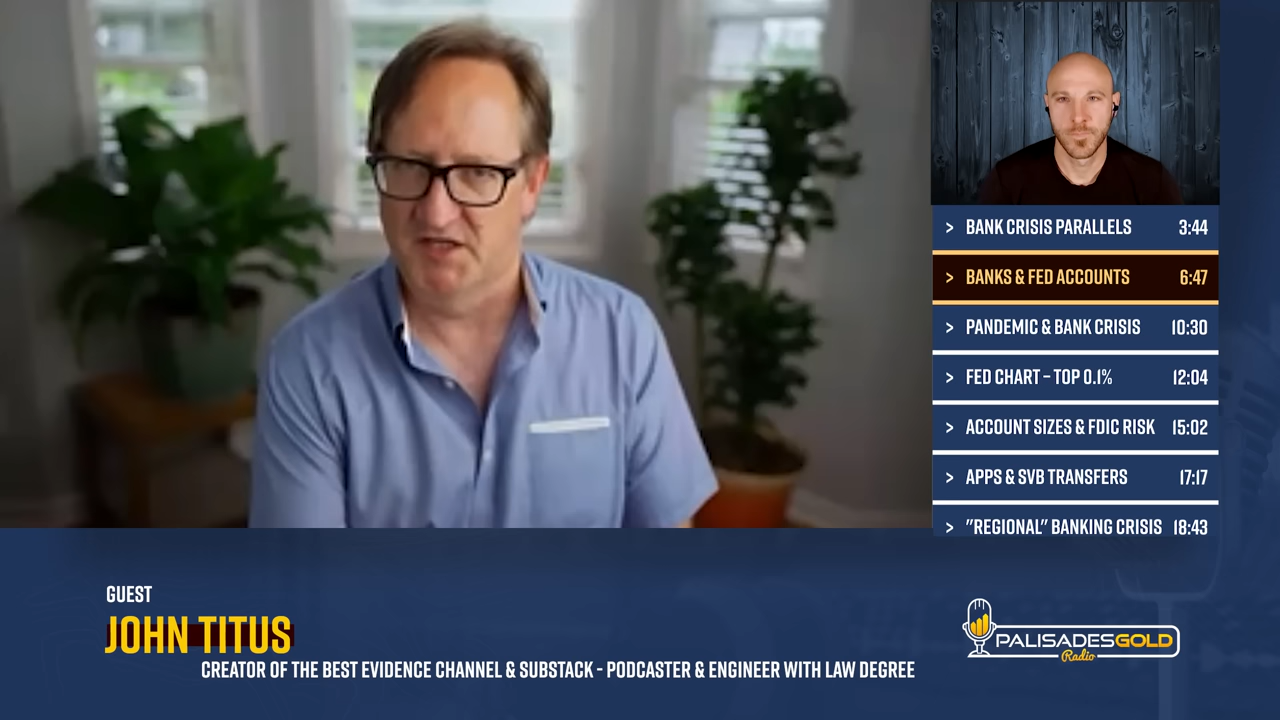 > BANK CRISIS PARALLELS 3:44
> BANKS & FED ACCOUNTS 6:47
> PANDEMIC & BANK CRISIS 10:30
> FED CHART – TOP 0.1% 12:04
> ACCOUNT SIZES & FDIC RISK 15:02
> APPS & SVB TRANSFERS 17:17
> "REGIONAL" BANKING CRISIS 18:43
GUEST
JOHN TITUS
CREATOR OF THE BEST EVIDENCE CHANNEL & SUBSTACK - PODCASTER & ENGINEER WITH LAW DEGREE
PALISADESGOLD
Radio